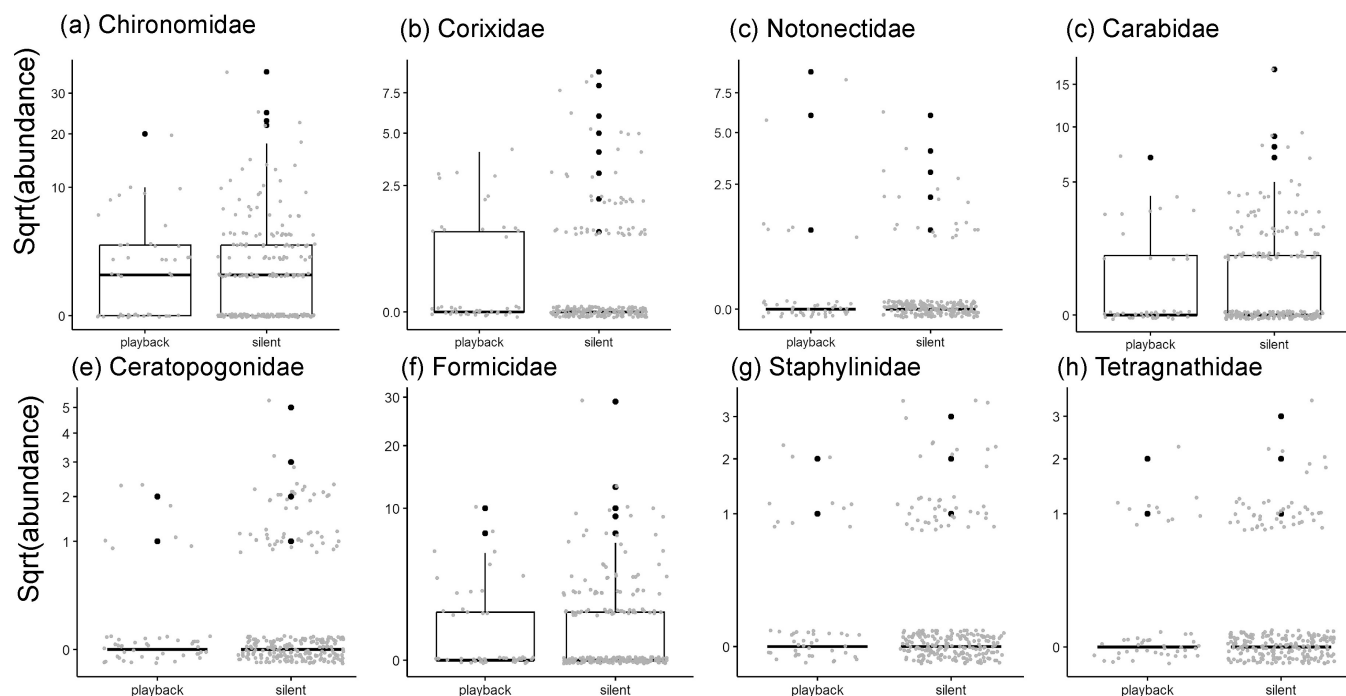 (a) Chironomidae
(b) Corixidae
(c) Notonectidae
(c) Carabidae
Sqrt(abundance)
30
20
10
0
playback
silent
7.5
5.0
2.5
0.0
playback
silent
7.5
5.0
2.5
0.0
playback
silent
15
10
5
0
playback
silent
(e) Ceratopogonidae
(f) Formicidae
(g) Staphylinidae
(h) Tetragnathidae
Sqrt(abundance)
5
4
3
2
1
0
playback
silent
30
20
10
0
playback
silent
3
2
1
0
playback
silent
3
2
1
0
playback
silent